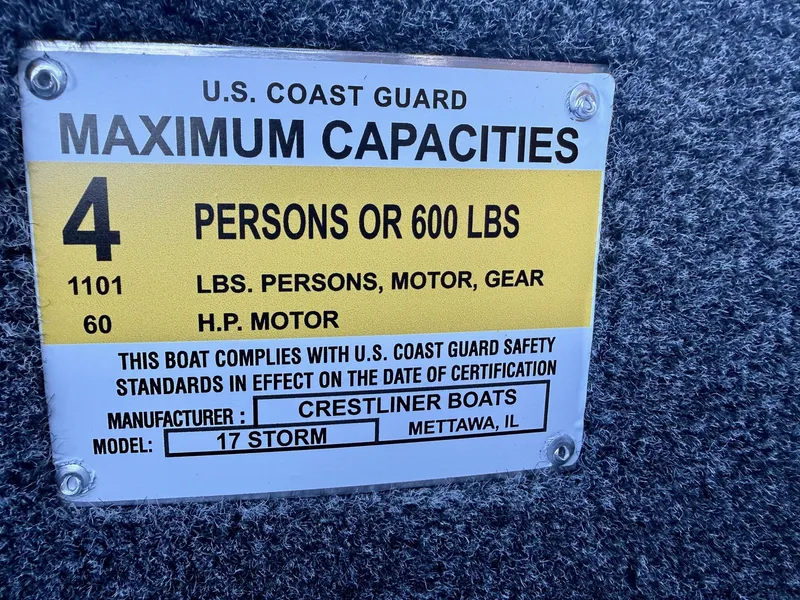 U.S. COAST GUARD
MAXIMUM CAPACITIES
4 PERSONS OR 600 LBS
1101 LBS. PERSONS, MOTOR, GEAR
60 H.P. MOTOR
THIS BOAT COMPLIES WITH U.S. COAST GUARD SAFETY
STANDARDS IN EFFECT ON THE DATE OF CERTIFICATION
MANUFACTURER : CRESTLINER BOATS
MODEL: 17 STORM METTAWA, IL